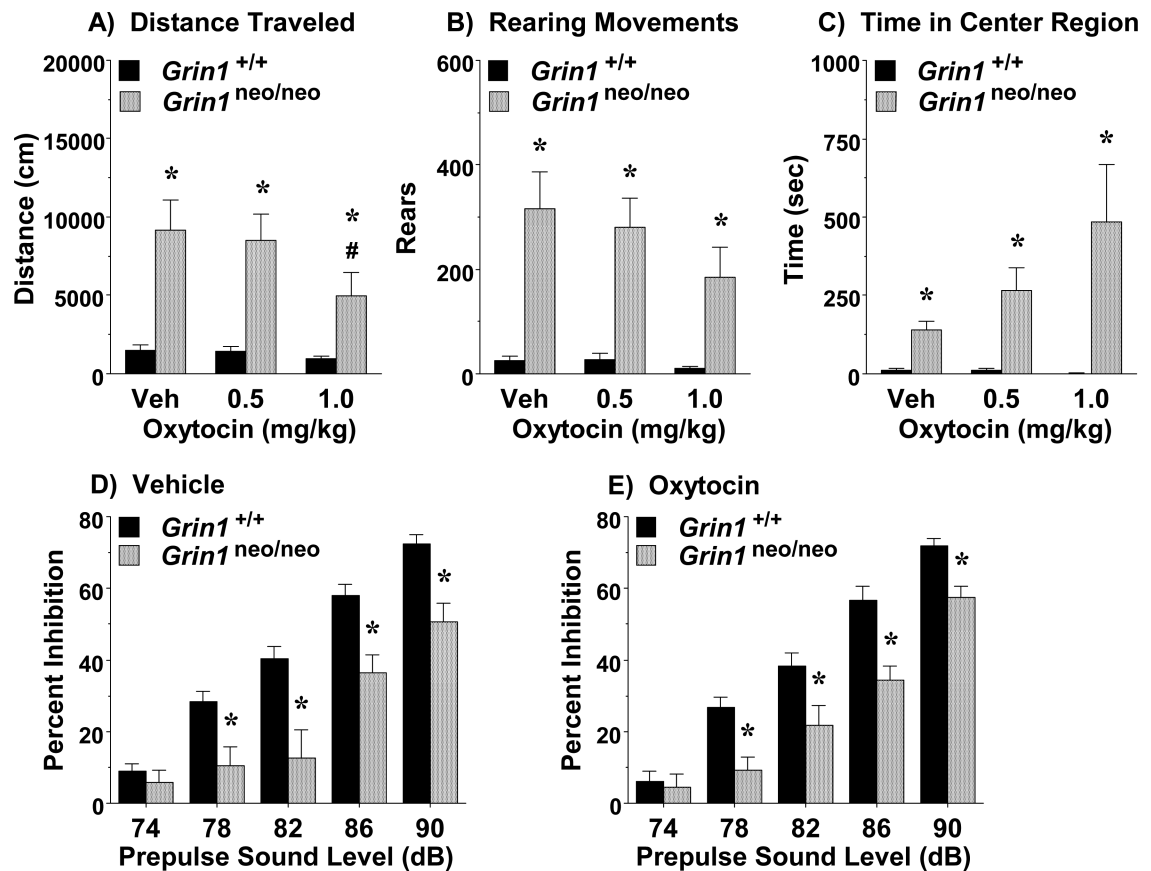 A) Distance Traveled
20000
15000
10000
5000
0
Distance (cm)
Grin1 +/+
Grin1 neo/neo
*
*
*
#
Veh 0.5 1.0
Oxytocin (mg/kg)
B) Rearing Movements
600
400
200
0
Rears
Grin1 +/+
Grin1 neo/neo
*
*
*
Veh 0.5 1.0
Oxytocin (mg/kg)
C) Time in Center Region
1000
750
500
250
0
Time (sec)
Grin1 +/+
Grin1 neo/neo
*
*
*
Veh 0.5 1.0
Oxytocin (mg/kg)
D) Vehicle
80
60
40
20
0
Percent Inhibition
Grin1 +/+
Grin1 neo/neo
*
*
*
*
74 78 82 86 90
Prepulse Sound Level (dB)
E) Oxytocin
80
60
40
20
0
Percent Inhibition
Grin1 +/+
Grin1 neo/neo
*
*
*
*
74 78 82 86 90
Prepulse Sound Level (dB)